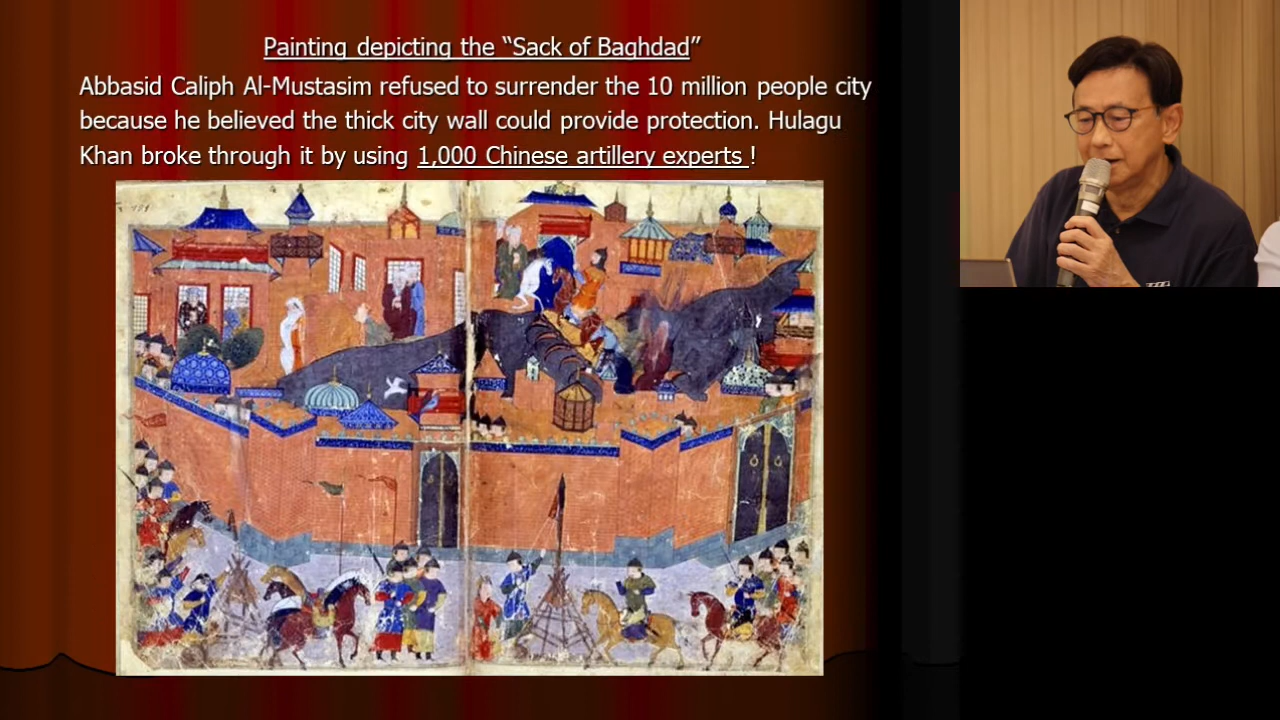 Painting depicting the “Sack of Baghdad”
Abbasid Caliph Al-Mustasim refused to surrender the 10 million people city
because he believed the thick city wall could provide protection. Hulagu
Khan broke through it by using 1,000 Chinese artillery experts !